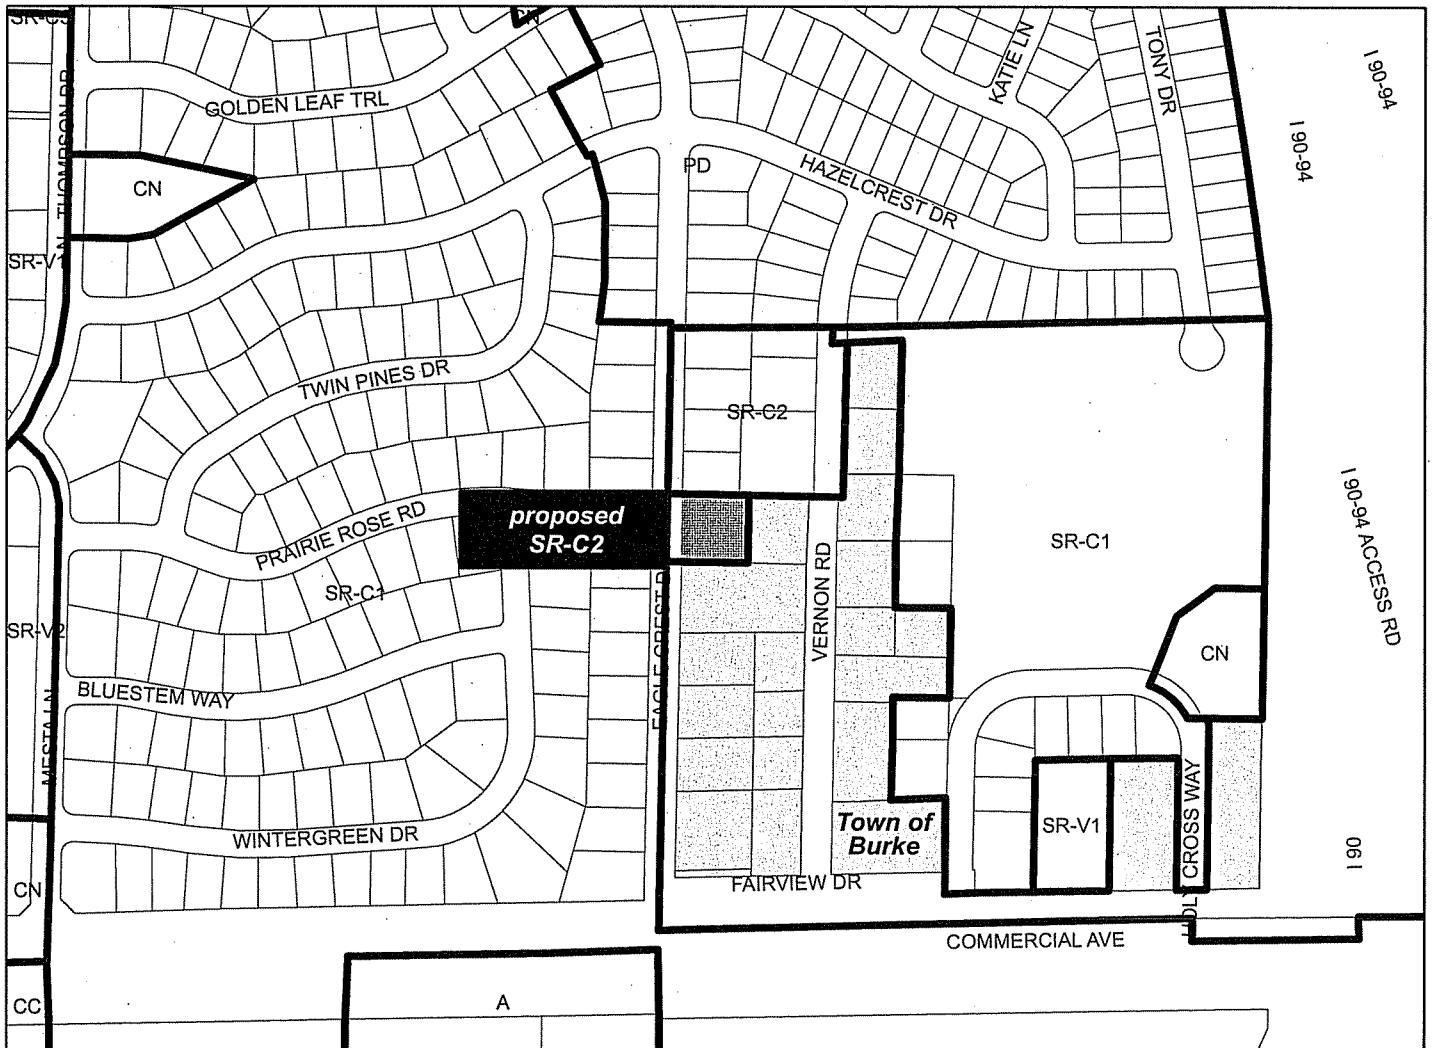 SR-C3
CN
GOLDEN LEAF TRL
N THOMPSON DR
KATIE LN
TONY DR
I 90-94
I 90-94
CN
PD
HAZELCREST DR
SR-V1
TWIN PINES DR
SR-C2
proposed
SR-C2
PRAIRIE ROSE RD
SR-C1
SR-C1
I 90-94 ACCESS RD
VERNON RD
EAGLE CREST D
SR-V2
CN
BLUESTEM WAY
MESTA LN
WINTERGREEN DR
Town of
Burke
SR-V1
HOLY CROSS WAY
I 90
CN
FAIRVIEW DR
COMMERCIAL AVE
CC
A